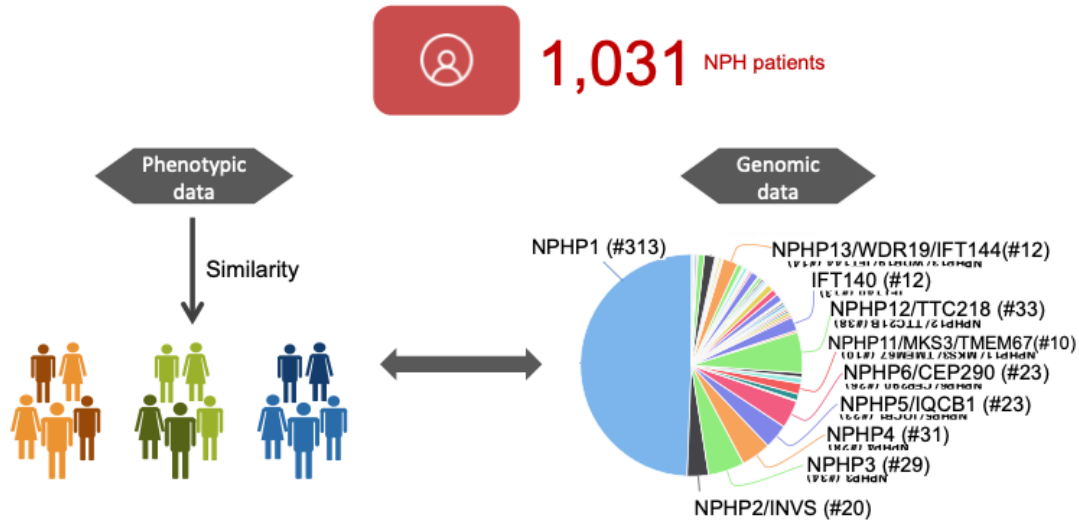 1,031 NPH patients
Phenotypic
data
Similarity
Genomic
data
NPHP1 (#313)
NPHP13/WDR19/IFT144(#12)
IFT140 (#12)
NPHP12/TTC218 (#33)
NPHP11/MKS3/TMEM67(#10)
NPHP6/CEP290 (#23)
NPHP5/IQCB1 (#23)
NPHP4 (#31)
NPHP3 (#29)
NPHP2/INVS (#20)